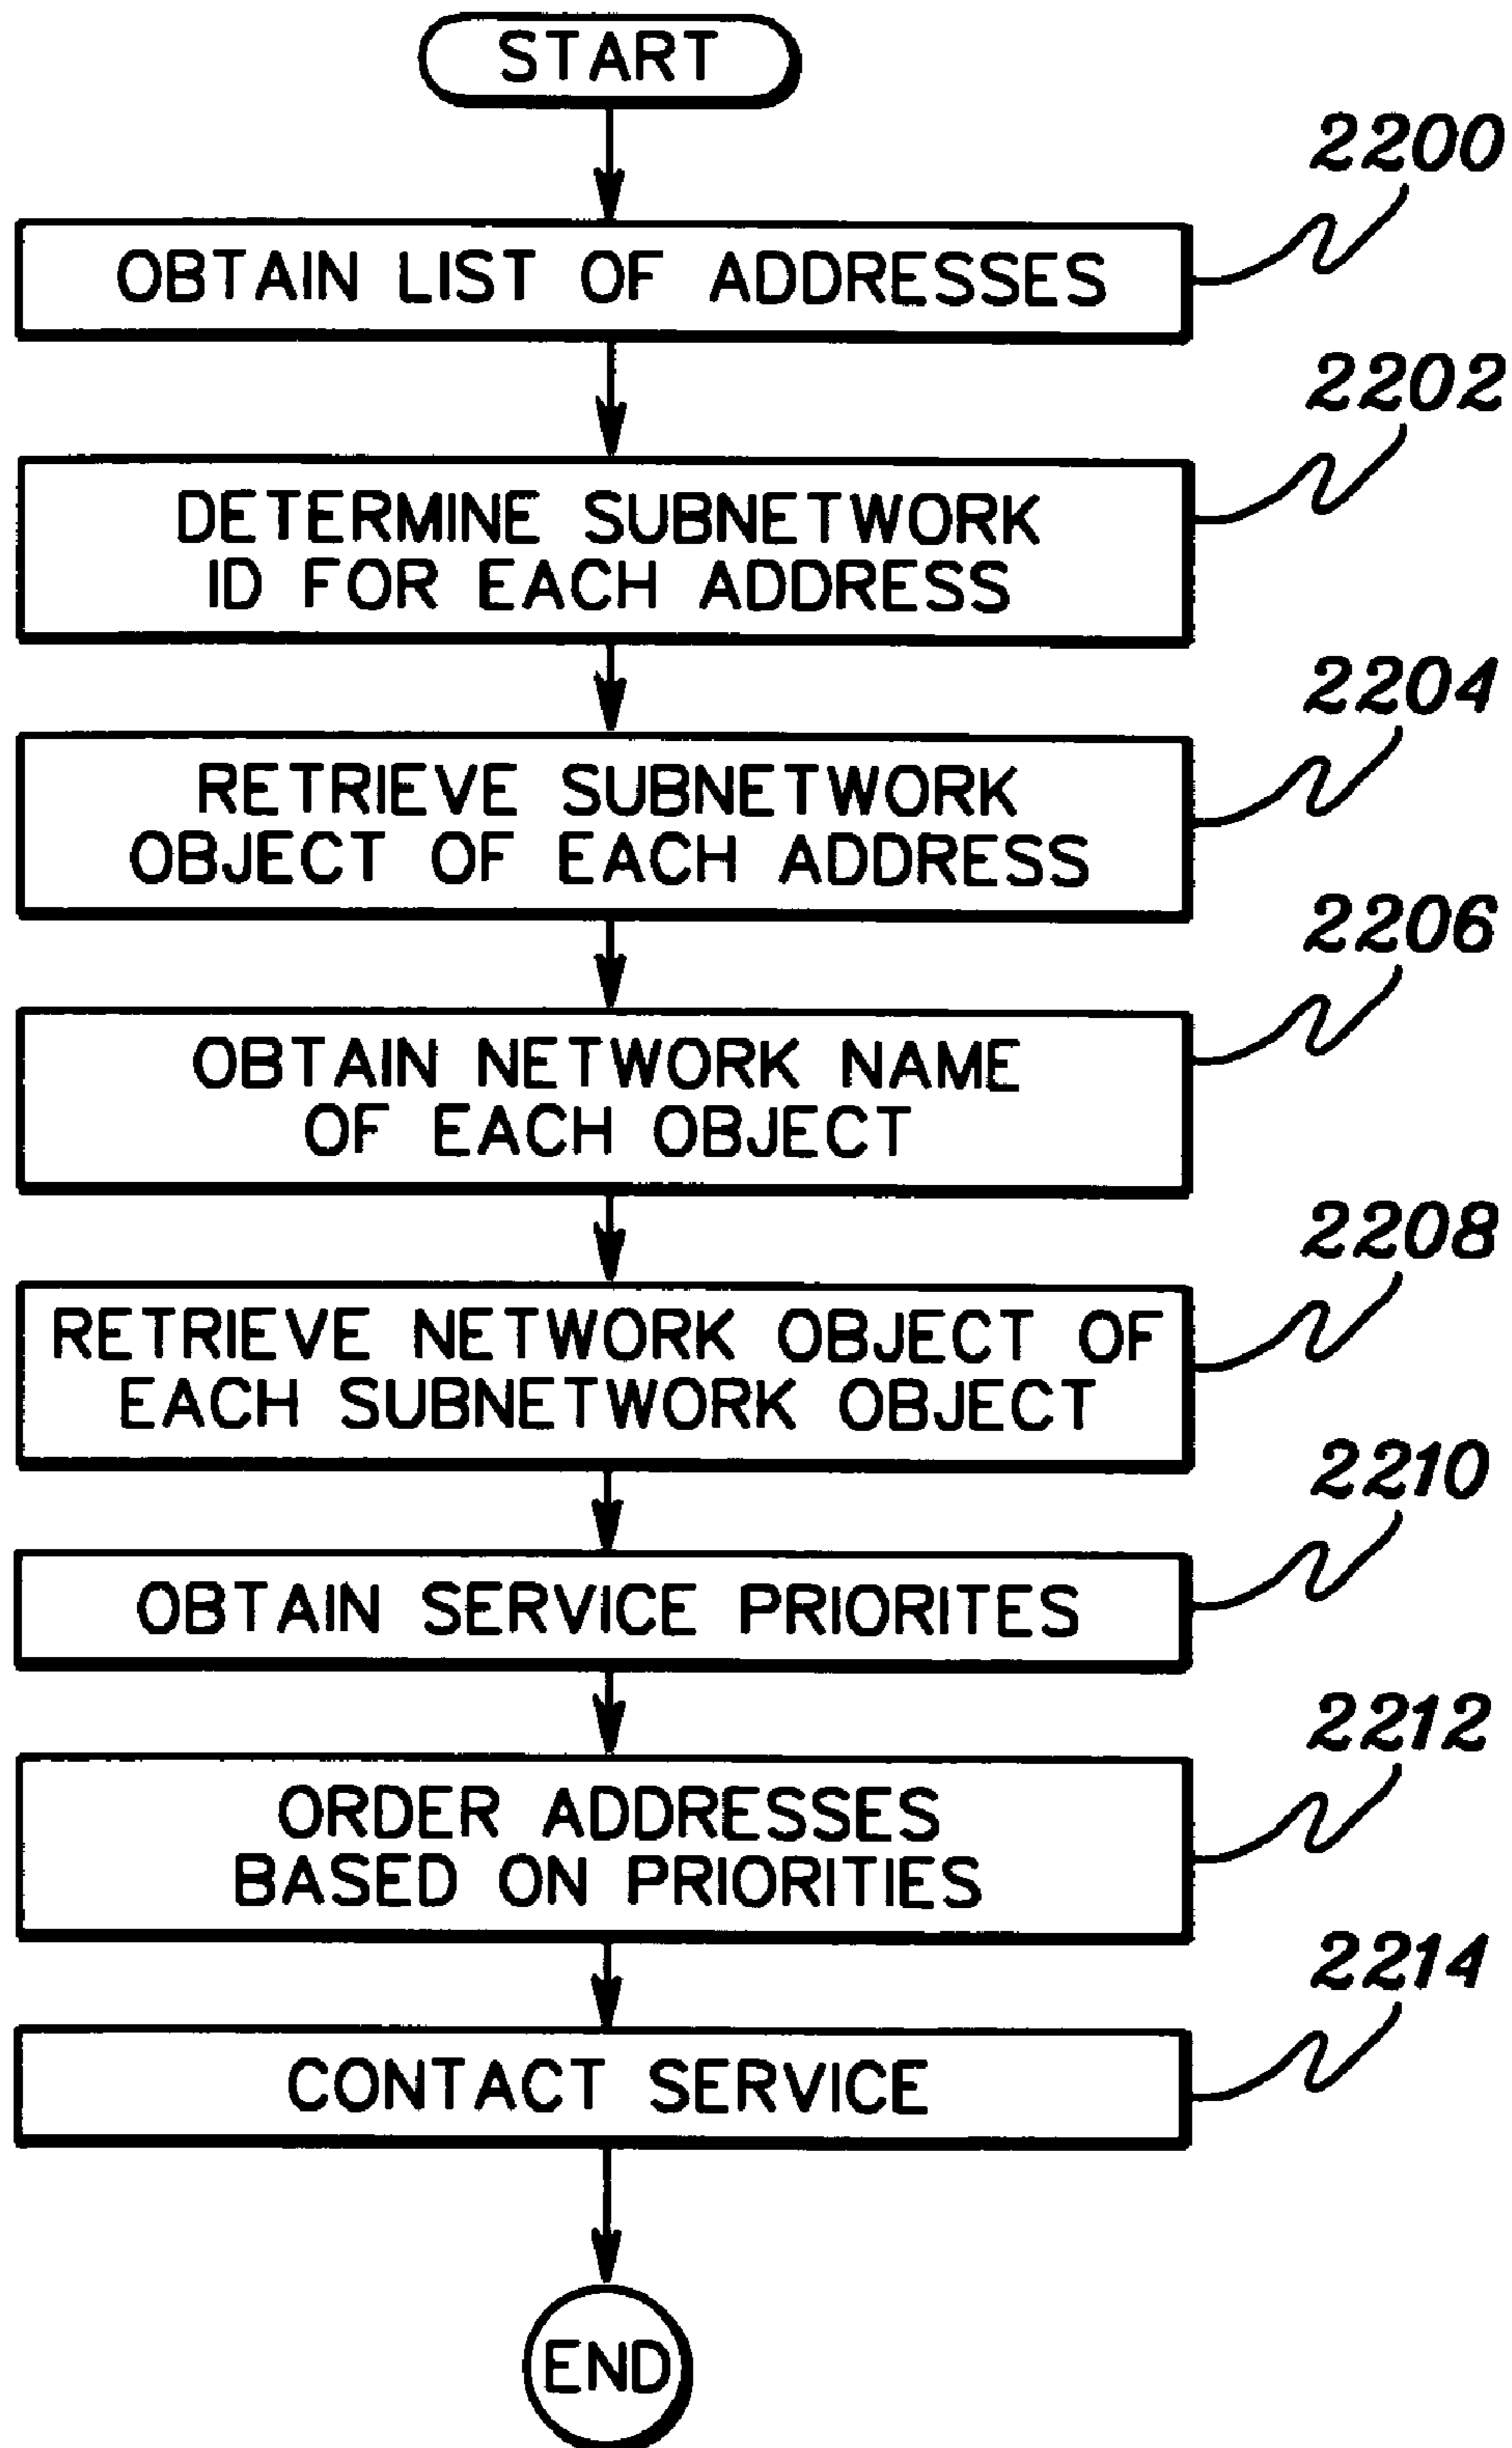 START
2200
OBTAIN LIST OF ADDRESSES
2202
DETERMINE SUBNETWORK
ID FOR EACH ADDRESS
2204
RETRIEVE SUBNETWORK
OBJECT OF EACH ADDRESS
2206
OBTAIN NETWORK NAME
OF EACH OBJECT
2208
RETRIEVE NETWORK OBJECT OF
EACH SUBNETWORK OBJECT
2210
OBTAIN SERVICE PRIORITES
2212
ORDER ADDRESSES
BASED ON PRIORITIES
2214
CONTACT SERVICE
END